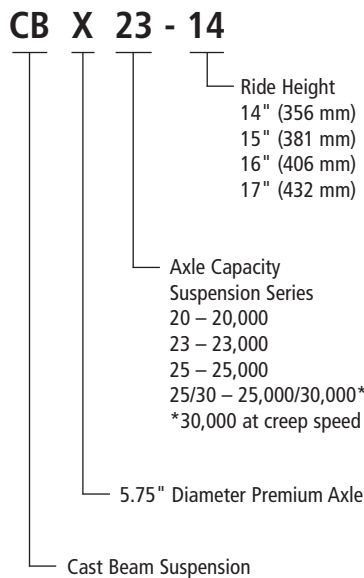 CB X 23 - 14
Ride Height
14" (356 mm)
15" (381 mm)
16" (406 mm)
17" (432 mm)
Axle Capacity
Suspension Series
20 – 20,000
23 – 23,000
25 – 25,000
25/30 – 25,000/30,000*
*30,000 at creep speed
5.75" Diameter Premium Axle
Cast Beam Suspension